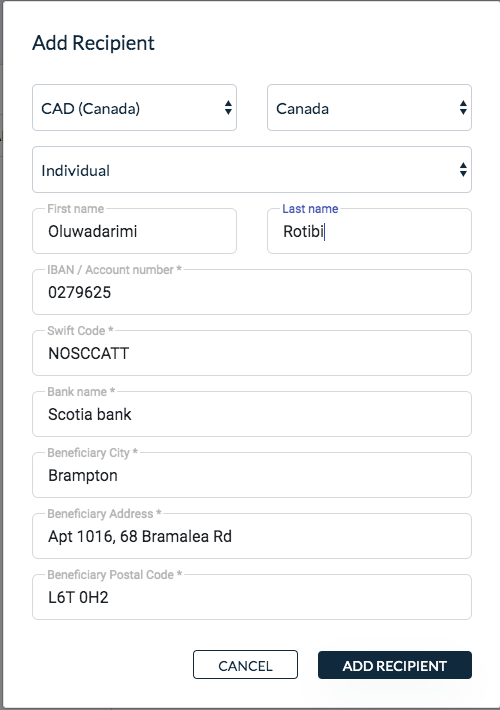 Add Recipient
CAD (Canada) Canada
Individual
First name Last name
Oluwadarimi Rotibi
IBAN / Account number *
0279625
Swift Code *
NOSCCATT
Bank name *
Scotia bank
Beneficiary City *
Brampton
Beneficiary Address *
Apt 1016, 68 Bramalea Rd
Beneficiary Postal Code *
L6T 0H2
CANCEL ADD RECIPIENT